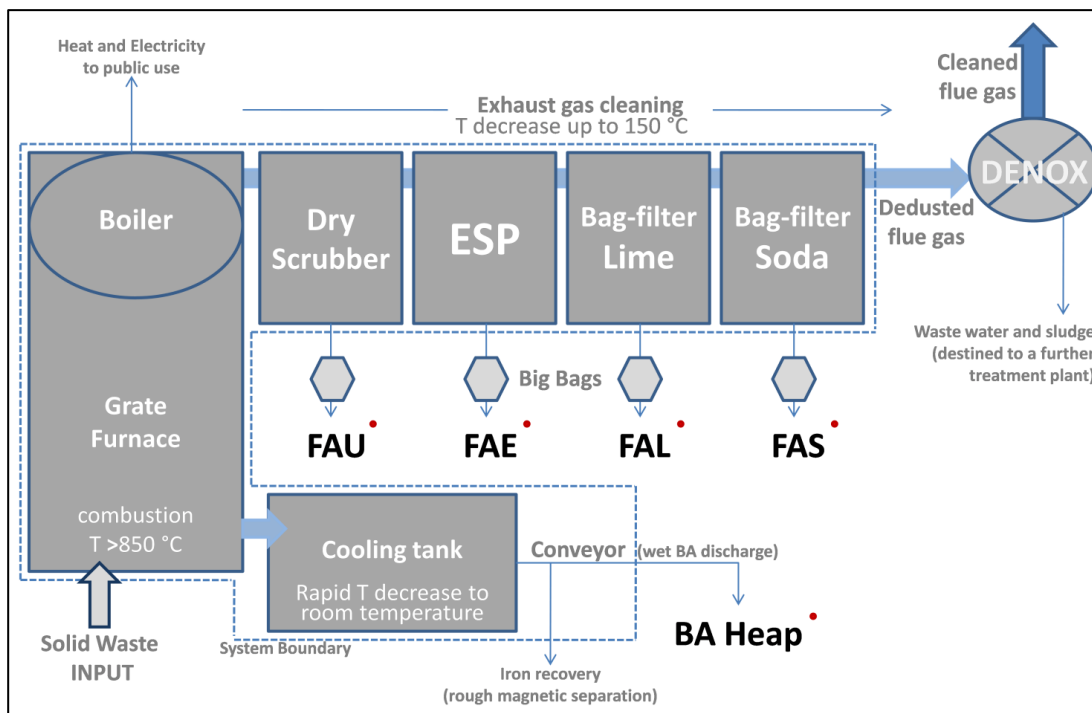 Heat and Electricity
to public use
Exhaust gas cleaning
T decrease up to 150 °C
Cleaned
flue gas
Boiler
Dry
Scrubber
ESP
Bag-filter
Lime
Bag-filter
Soda
DENOX
Dedusted
flue gas
Waste water and sludge
(destined to a further
treatment plant)
Big Bags
FAU
FAE
FAL
FAS
Grate
Furnace
combustion
T >850 °C
Cooling tank
Rapid T decrease to
room temperature
Conveyor (wet BA discharge)
BA Heap
Solid Waste
INPUT
System Boundary
Iron recovery
(rough magnetic separation)